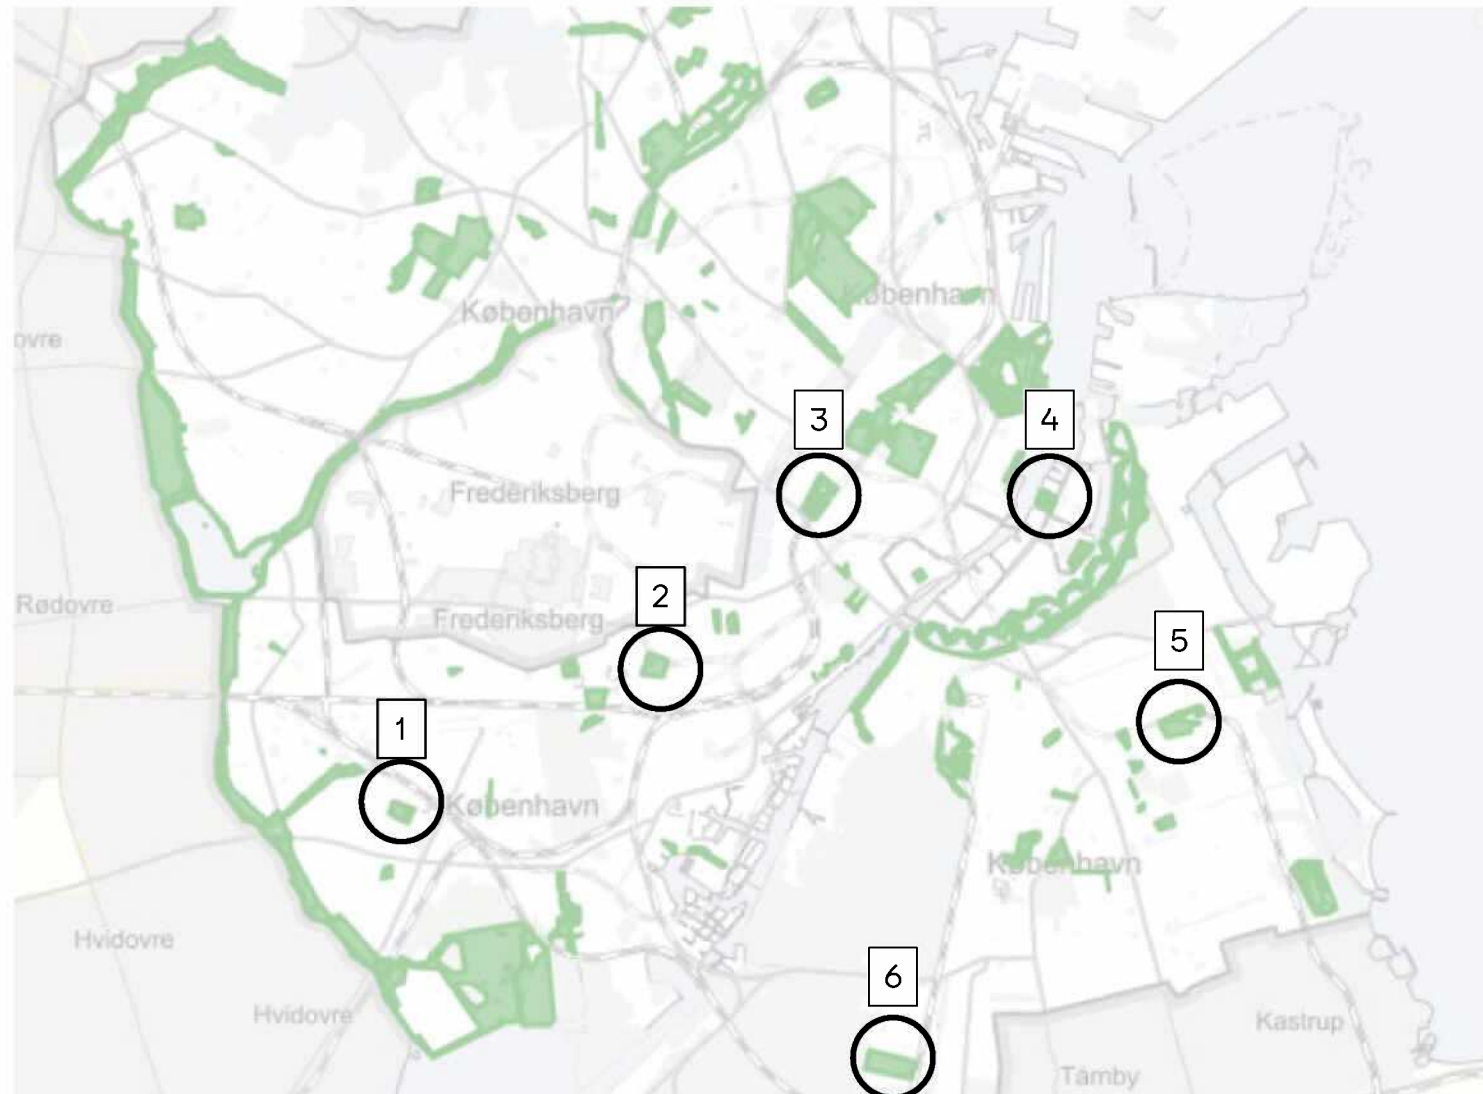 København
København
ovre
3
4
Frederiksberg
2
Rødovre
Frederiksberg
5
1
København
København
6
Hvidovre
Hvidovre
Kastrup
Tårnby